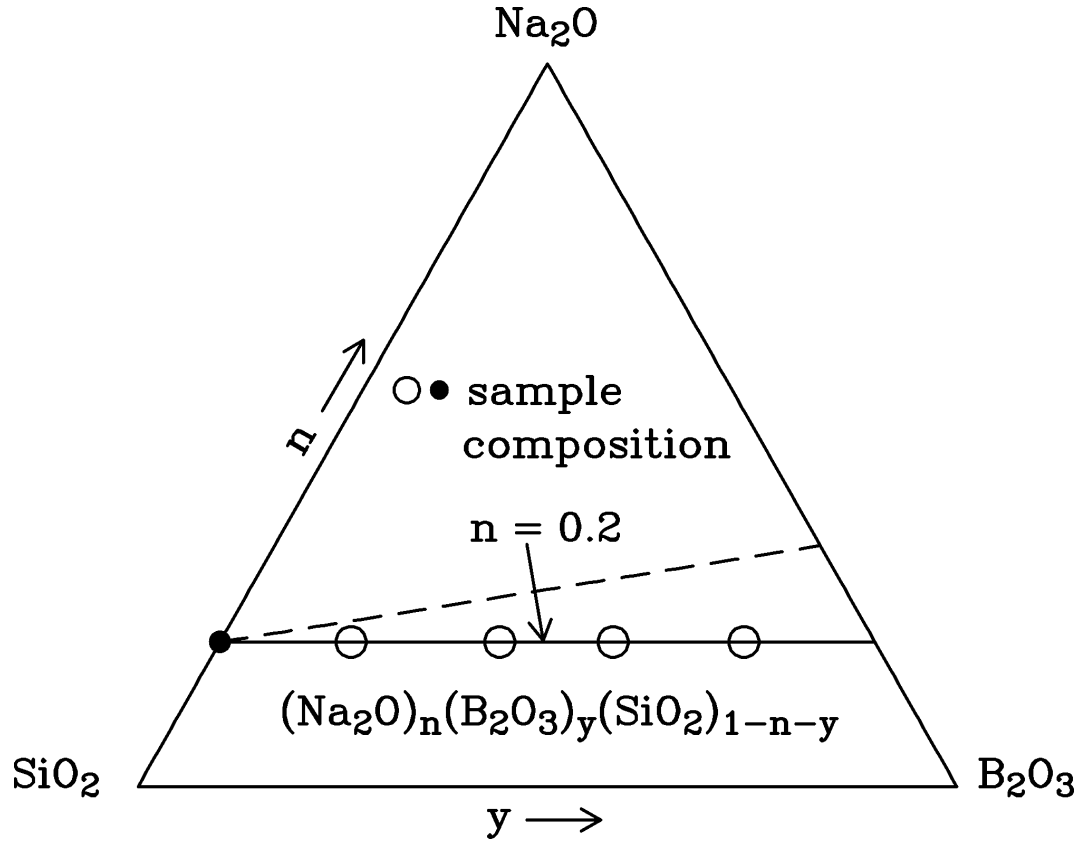 Na₂O
n
sample
composition
n = 0.2
(Na₂O)ₙ(B₂O₃)ᵧ(SiO₂)₁₋ₙ₋ᵧ
SiO₂
B₂O₃
y